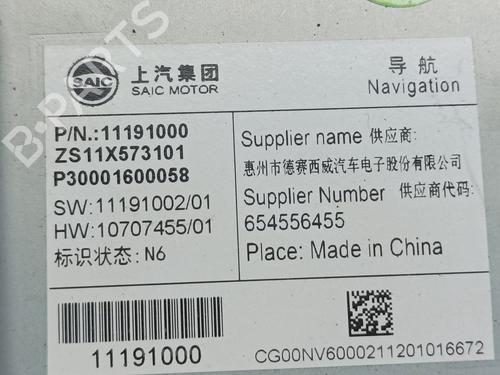 SAIC
上汽集团
SAIC MOTOR
导航
Navigation
P/N.:11191000
ZS11X573101
P30001600058
SW:11191002/01
HW:10707455/01
标识状态: N6
Supplier name 供应商:
惠州市德赛西威汽车电子股份有限公司
Supplier Number 供应商代码:
654556455
Place: Made in China
11191000
CG00NV6000211201016672
B-PARTS